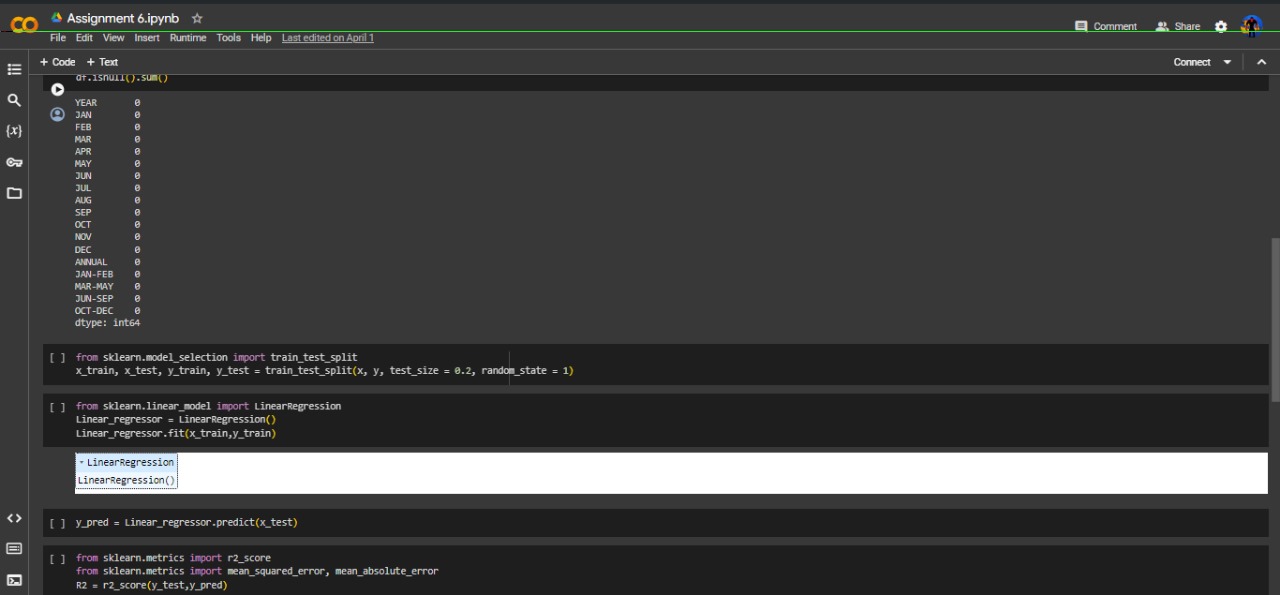 Assignment 6.ipynb
Comment Share
File Edit View Insert Runtime Tools Help Last edited on April 1
+ Code + Text Connect
df.isnull().sum()
YEAR 0
JAN 0
FEB 0
MAR 0
APR 0
MAY 0
JUN 0
JUL 0
AUG 0
SEP 0
OCT 0
NOV 0
DEC 0
ANNUAL 0
JAN-FEB 0
MAR-MAY 0
JUN-SEP 0
OCT-DEC 0
dtype: int64
[ ] from sklearn.model_selection import train_test_split
x_train, x_test, y_train, y_test = train_test_split(x, y, test_size = 0.2, random_state = 1)
[ ] from sklearn.linear_model import LinearRegression
Linear_regressor = LinearRegression()
Linear_regressor.fit(x_train,y_train)
LinearRegression
LinearRegression()
[ ] y_pred = Linear_regressor.predict(x_test)
[ ] from sklearn.metrics import r2_score
from sklearn.metrics import mean_squared_error, mean_absolute_error
R2 = r2_score(y_test,y_pred)